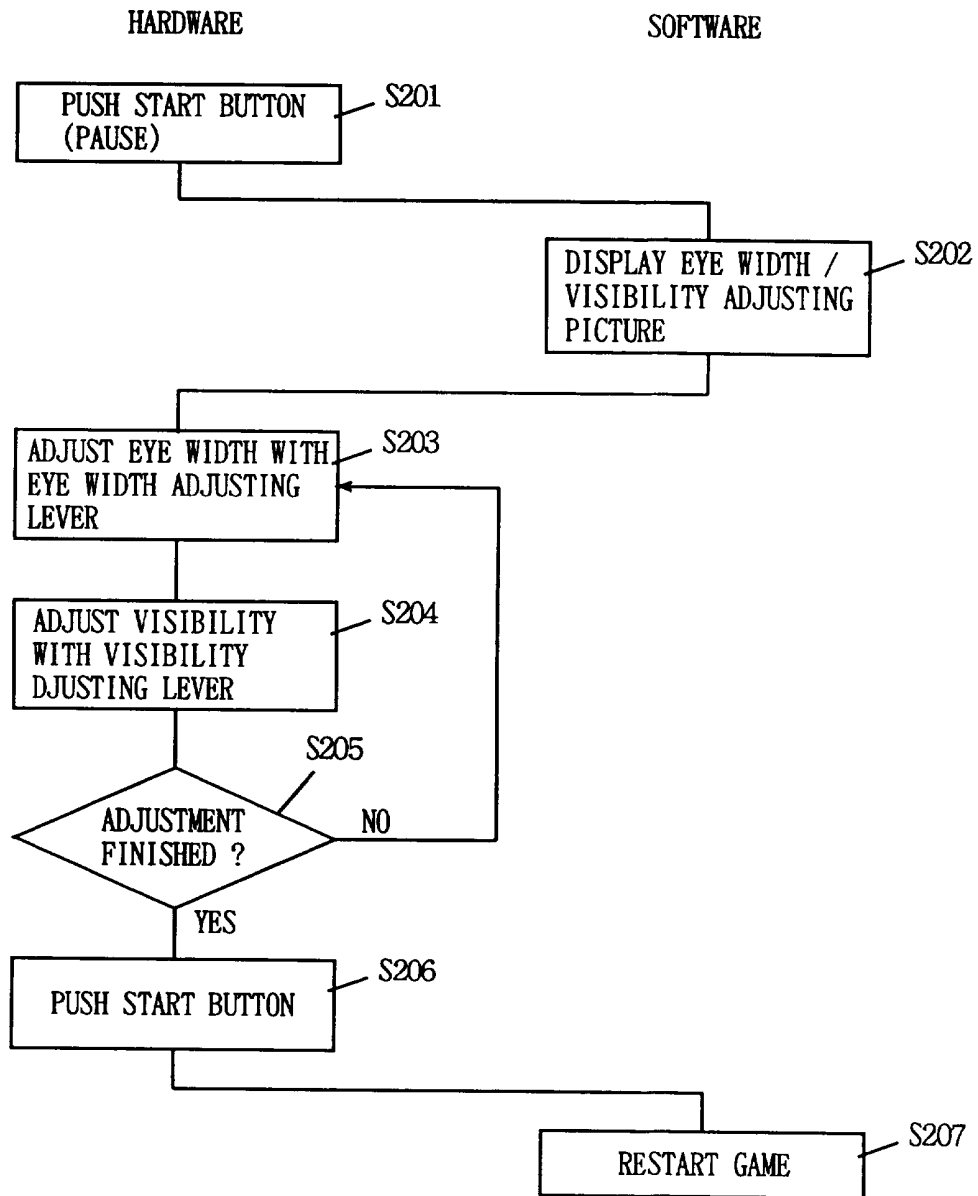 HARDWARE
SOFTWARE
PUSH START BUTTON
(PAUSE)
S201
DISPLAY EYE WIDTH /
VISIBILITY ADJUSTING
PICTURE
S202
ADJUST EYE WIDTH WITH
EYE WIDTH ADJUSTING
LEVER
S203
ADJUST VISIBILITY
WITH VISIBILITY
DJUSTING LEVER
S204
S205
ADJUSTMENT
FINISHED ?
NO
YES
PUSH START BUTTON
S206
RESTART GAME
S207